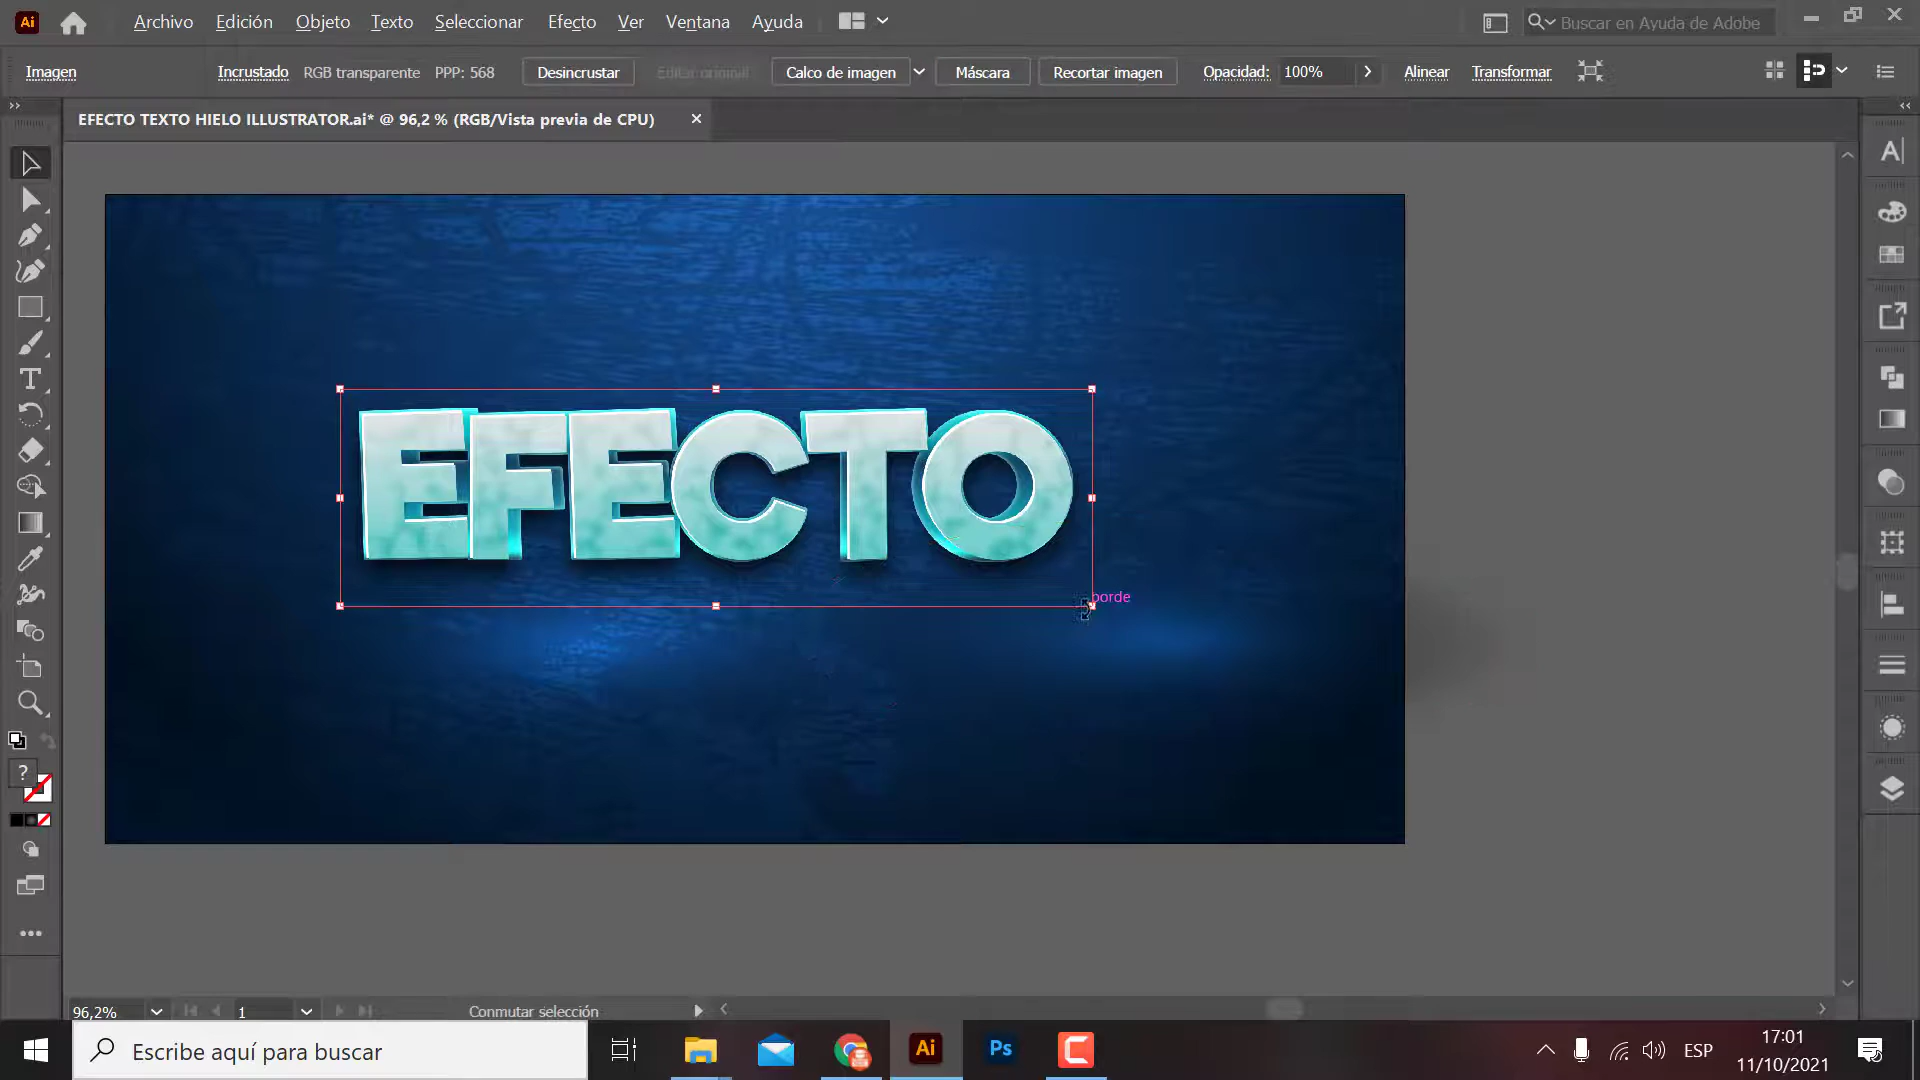 Ai Archivo Edición Objeto Texto Seleccionar Efecto Ver Ventana Ayuda Buscar en Ayuda de Adobe
Imagen Incrustado RGB transparente PPP: 568 Desincrustar Editar original Calco de imagen Máscara Recortar imagen Opacidad: 100% Alinear Transformar
EFECTO TEXTO HIELO ILLUSTRATOR.ai* @ 96,2 % (RGB/Vista previa de CPU)
EFECTO
borde
?
96,2% 1 Conmutar selección
Escribe aquí para buscar Ai Ps ESP
17:01
11/10/2021